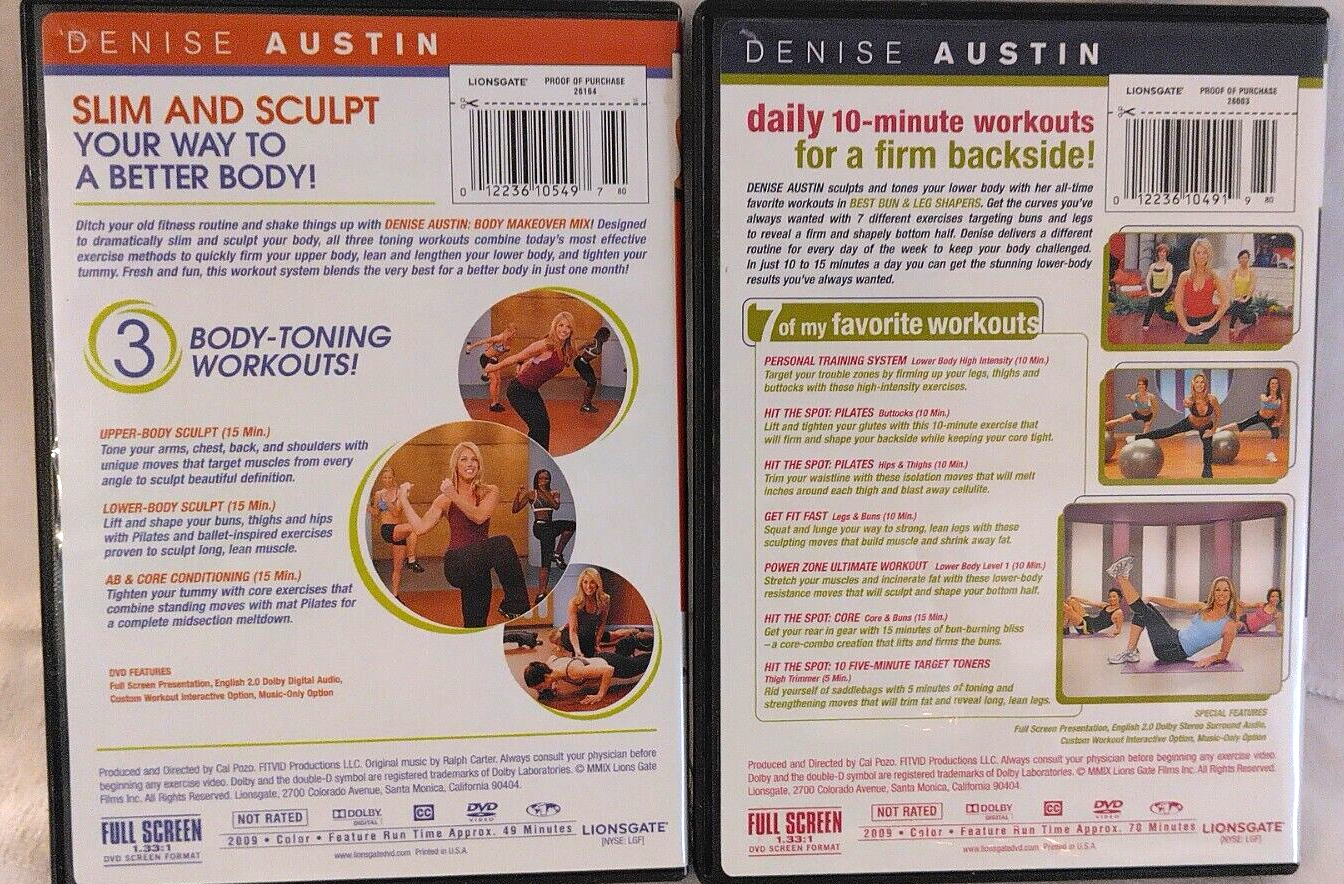 DENISE AUSTIN
LIONSGATE PROOF OF PURCHASE
26164
SLIM AND SCULPT
YOUR WAY TO
A BETTER BODY!
0 12236 10549 7 80
Ditch your old fitness routine and shake things up with DENISE AUSTIN: BODY MAKEOVER MIX! Designed
to dramatically slim and sculpt your body, all three toning workouts combine today's most effective
exercise methods to quickly firm your upper body, lean and lengthen your lower body, and tighten your
tummy. Fresh and fun, this workout system blends the very best for a better body in just one month!
3 BODY-TONING
WORKOUTS!
UPPER-BODY SCULPT (15 Min.)
Tone your arms, chest, back, and shoulders with
unique moves that target muscles from every
angle to sculpt beautiful definition.
LOWER-BODY SCULPT (15 Min.)
Lift and shape your buns, thighs and hips
with Pilates and ballet-inspired exercises
proven to sculpt long, lean muscle.
AB & CORE CONDITIONING (15 Min.)
Tighten your tummy with core exercises that
combine standing moves with mat Pilates for
a complete midsection meltdown.
DVD FEATURES
Full Screen Presentation, English 2.0 Dolby Digital Audio,
Custom Workout Interactive Option, Music-Only Option
Produced and Directed by Cal Pozo. FITVID Productions LLC. Original music by Ralph Carter. Always consult your physician before
beginning any exercise video. Dolby and the double-D symbol are registered trademarks of Dolby Laboratories. © MMIX Lions Gate
Films Inc. All Rights Reserved. Lionsgate, 2700 Colorado Avenue, Santa Monica, California 90404.
FULL SCREEN
1.33:1
DVD SCREEN FORMAT
NOT RATED DOLBY DIGITAL CC DVD VIDEO
2009 • Color • Feature Run Time Approx. 49 Minutes
LIONSGATE
[NYSE: LGF]
www.lionsgatedvd.com Printed in U.S.A.
DENISE AUSTIN
LIONSGATE PROOF OF PURCHASE
26603
daily 10-minute workouts
for a firm backside!
0 12236 10491 9 80
DENISE AUSTIN sculpts and tones your lower body with her all-time
favorite workouts in BEST BUN & LEG SHAPERS. Get the curves you've
always wanted with 7 different exercises targeting buns and legs
to reveal a firm and shapely bottom half. Denise delivers a different
routine for every day of the week to keep your body challenged.
In just 10 to 15 minutes a day you can get the stunning lower-body
results you've always wanted.
7 of my favorite workouts
PERSONAL TRAINING SYSTEM Lower Body High Intensity (10 Min.)
Target your trouble zones by firming up your legs, thighs and
buttocks with these high-intensity exercises.
HIT THE SPOT: PILATES Buttocks (10 Min.)
Lift and tighten your glutes with this 10-minute exercise that
will firm and shape your backside while keeping your core tight.
HIT THE SPOT: PILATES Hips & Thighs (10 Min.)
Trim your waistline with these isolation moves that will melt
inches around each thigh and blast away cellulite.
GET FIT FAST Legs & Buns (10 Min.)
Squat and lunge your way to strong, lean legs with these
sculpting moves that build muscle and shrink away fat.
POWER ZONE ULTIMATE WORKOUT Lower Body Level 1 (10 Min.)
Stretch your muscles and incinerate fat with these lower-body
resistance moves that will sculpt and shape your bottom half.
HIT THE SPOT: CORE Core & Buns (15 Min.)
Get your rear in gear with 15 minutes of bun-burning bliss
–a core-combo creation that lifts and firms the buns.
HIT THE SPOT: 10 FIVE-MINUTE TARGET TONERS
Thigh Trimmer (5 Min.)
Rid yourself of saddlebags with 5 minutes of toning and
strengthening moves that will trim fat and reveal long, lean legs.
SPECIAL FEATURES
Full Screen Presentation, English 2.0 Dolby Stereo Surround Audio,
Custom Workout Interactive Option, Music-Only Option
Produced and Directed by Cal Pozo. FITVID Productions LLC. Always consult your physician before beginning any exercise video.
Dolby and the double-D symbol are registered trademarks of Dolby Laboratories. © MMIX Lions Gate Films Inc. All Rights Reserved.
Lionsgate, 2700 Colorado Avenue, Santa Monica, California 90404.
FULL SCREEN
1.33:1
DVD SCREEN FORMAT
NOT RATED DOLBY DIGITAL CC DVD VIDEO
2009 • Color • Feature Run Time Approx. 78 Minutes
LIONSGATE
[NYSE: LGF]
www.lionsgatedvd.com Printed in U.S.A.